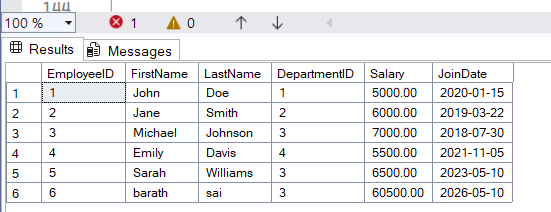 144
100 % 1 0
Results Messages
EmployeeID FirstName LastName DepartmentID Salary JoinDate
1 1 John Doe 1 5000.00 2020-01-15
2 2 Jane Smith 2 6000.00 2019-03-22
3 3 Michael Johnson 3 7000.00 2018-07-30
4 4 Emily Davis 4 5500.00 2021-11-05
5 5 Sarah Williams 3 6500.00 2023-05-10
6 6 barath sai 3 60500.00 2026-05-10